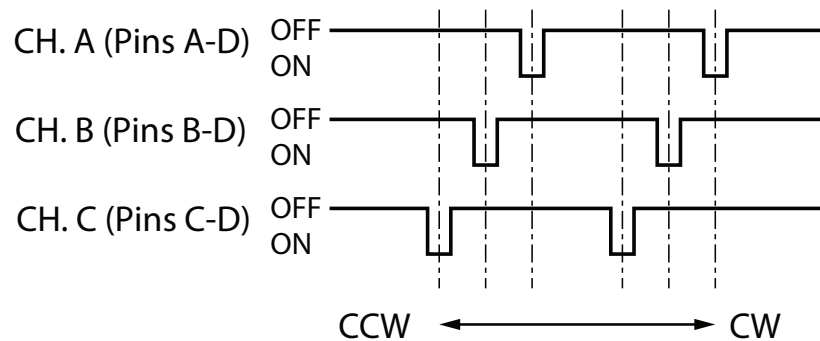 CH. A (Pins A-D) OFF
ON
CH. B (Pins B-D) OFF
ON
CH. C (Pins C-D) OFF
ON
CCW CW